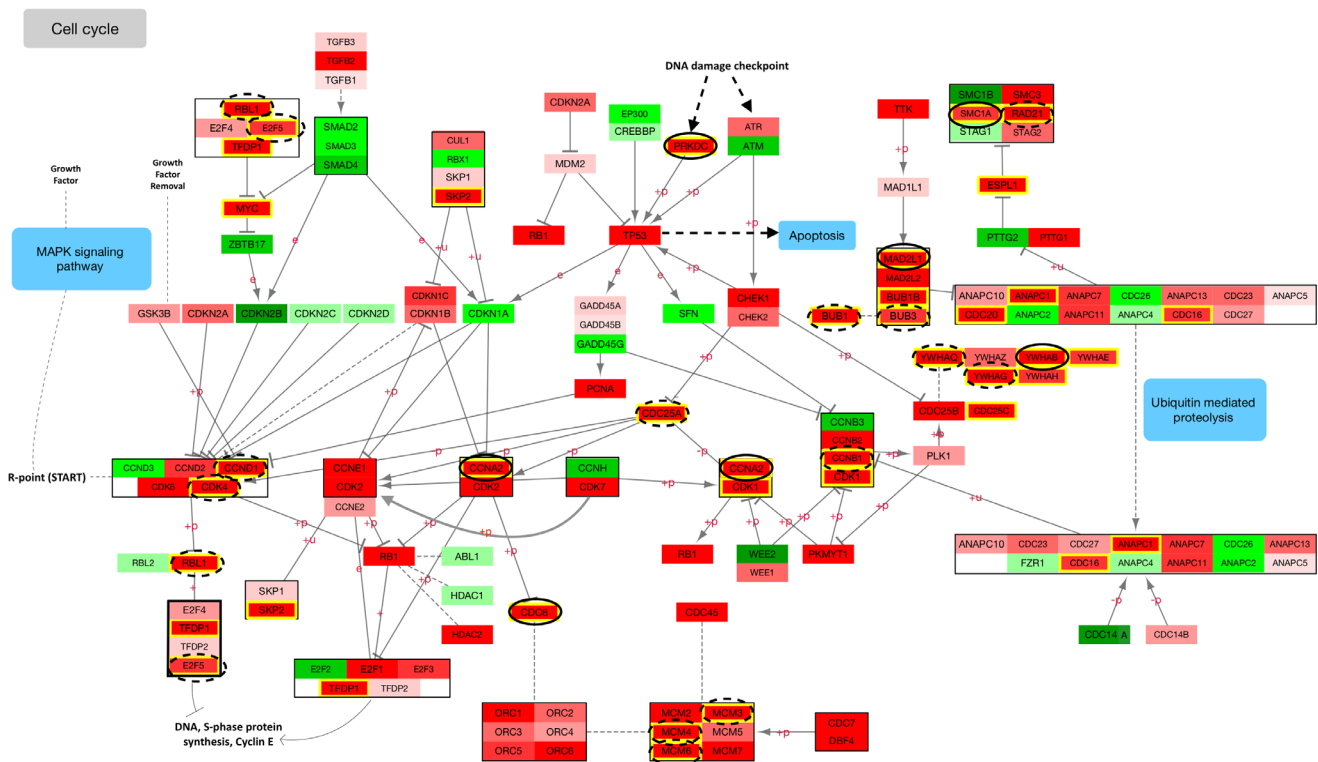 Cell cycle
TGFB3
TGFB2
TGFB1
DNA damage checkpoint
RBL1
E2F4 E2F5
TFDP1
SMAD2
SMAD3
SMAD4
CUL1
RBX1
SKP1
SKP2
CDKN2A
EP300
CREBBP
PRKDC
ATR
ATM
TTK
SMC1B SMC3
SMC1A RAD21
STAG1 STAG2
Growth
Factor
Growth
Factor
Removal
MDM2
+p
+p
+p
+p
MAD1L1
ESPL1
MYC
ZBTB17
e
e
e
+u
+u
RB1
TP53
Apoptosis
PTTG2 PTTG1
+u
MAPK signaling
pathway
e
e
e
e
+p
MAD2L1
MAD2L2
BUB1B
BUB3
BUB1
GSK3B CDKN2A CDKN2B CDKN2C CDKN2D
CDKN1C
CDKN1B
CDKN1A
GADD45A
GADD45B
GADD45G
SFN
CHEK1
CHEK2
ANAPC10 ANAPC1 ANAPC7 CDC26 ANAPC13 CDC23 ANAPC5
CDC20 ANAPC2 ANAPC11 ANAPC4 CDC16 CDC27
+p
+p
-p
+p
PCNA
YWHAQ YWHAZ YWHAB YWHAE
YWHAG YWHAH
CDC25A
CDC25B CDC25C
Ubiquitin mediated
proteolysis
CCNB3
CCNB2
CCNB1
CDK1
+p
+p
PLK1
R-point (START)
CCND3 CCND2 CCND1
CDK6 CDK4
CCNE1
CDK2
CCNE2
-p
-p
-p
-p
CCNA2
CDK2
CCNH
CDK7
+p
CCNA2
CDK1
+u
+p
+p
+u
+p
+p
+p
+p
+p
+p
+p
+p
RBL2 RBL1
RB1
ABL1
RB1
WEE2
WEE1
PKMYT1
ANAPC10 CDC23 CDC27 ANAPC1 ANAPC7 CDC26 ANAPC13
FZR1 CDC16 ANAPC4 ANAPC11 ANAPC2 ANAPC5
e
+p
+
+
SKP1
SKP2
HDAC1
HDAC2
CDC6
CDC45
-p
-p
CDC14 A
CDC14B
E2F4
TFDP1
TFDP2
E2F5
E2F2 E2F1 E2F3
TFDP1 TFDP2
DNA, S-phase protein
synthesis, Cyclin E
ORC1 ORC2
ORC3 ORC4
ORC5 ORC6
MCM2 MCM3
MCM4 MCM5
MCM6 MCM7
+p
CDC7
DBF4